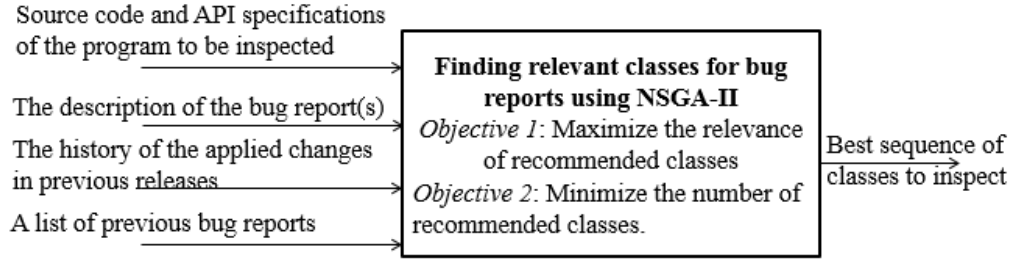 Source code and API specifications
of the program to be inspected
The description of the bug report(s)
The history of the applied changes
in previous releases
A list of previous bug reports
Finding relevant classes for bug
reports using NSGA-II
Objective 1: Maximize the relevance
of recommended classes
Objective 2: Minimize the number of
recommended classes.
Best sequence of
classes to inspect